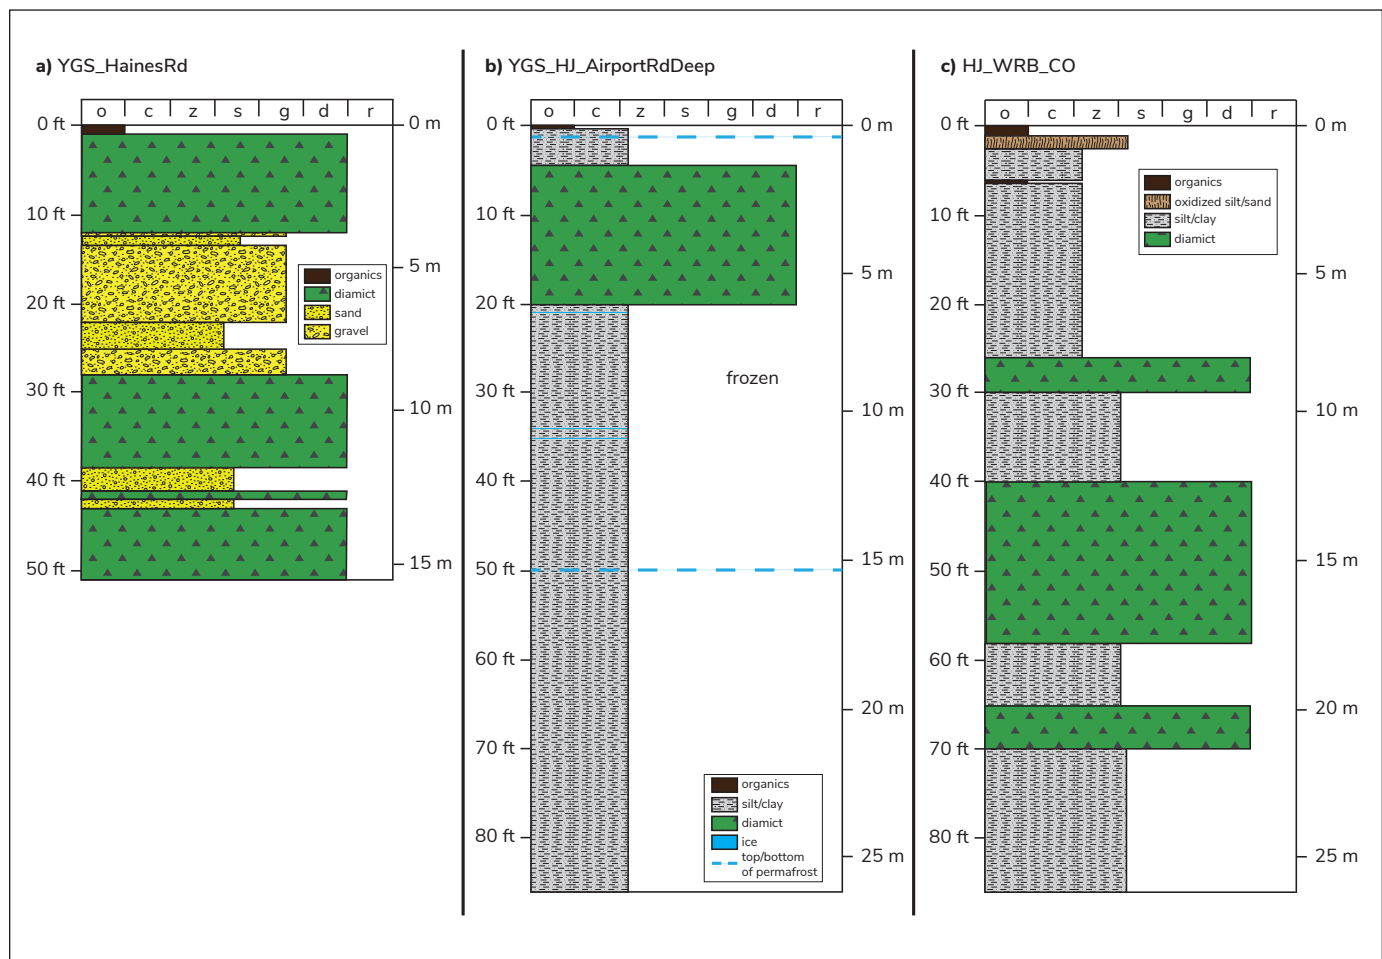 a) YGS_HainesRd
o c z s g d r
0 ft
10 ft
20 ft
30 ft
40 ft
50 ft
0 m
5 m
10 m
15 m
organics
diamict
sand
gravel
b) YGS_HJ_AirportRdDeep
o c z s g d r
0 ft
10 ft
20 ft
30 ft
40 ft
50 ft
60 ft
70 ft
80 ft
0 m
5 m
10 m
15 m
20 m
25 m
frozen
organics
silt/clay
diamict
ice
top/bottom
of permafrost
c) HJ_WRB_CO
o c z s g d r
0 ft
10 ft
20 ft
30 ft
40 ft
50 ft
60 ft
70 ft
80 ft
0 m
5 m
10 m
15 m
20 m
25 m
organics
oxidized silt/sand
silt/clay
diamict